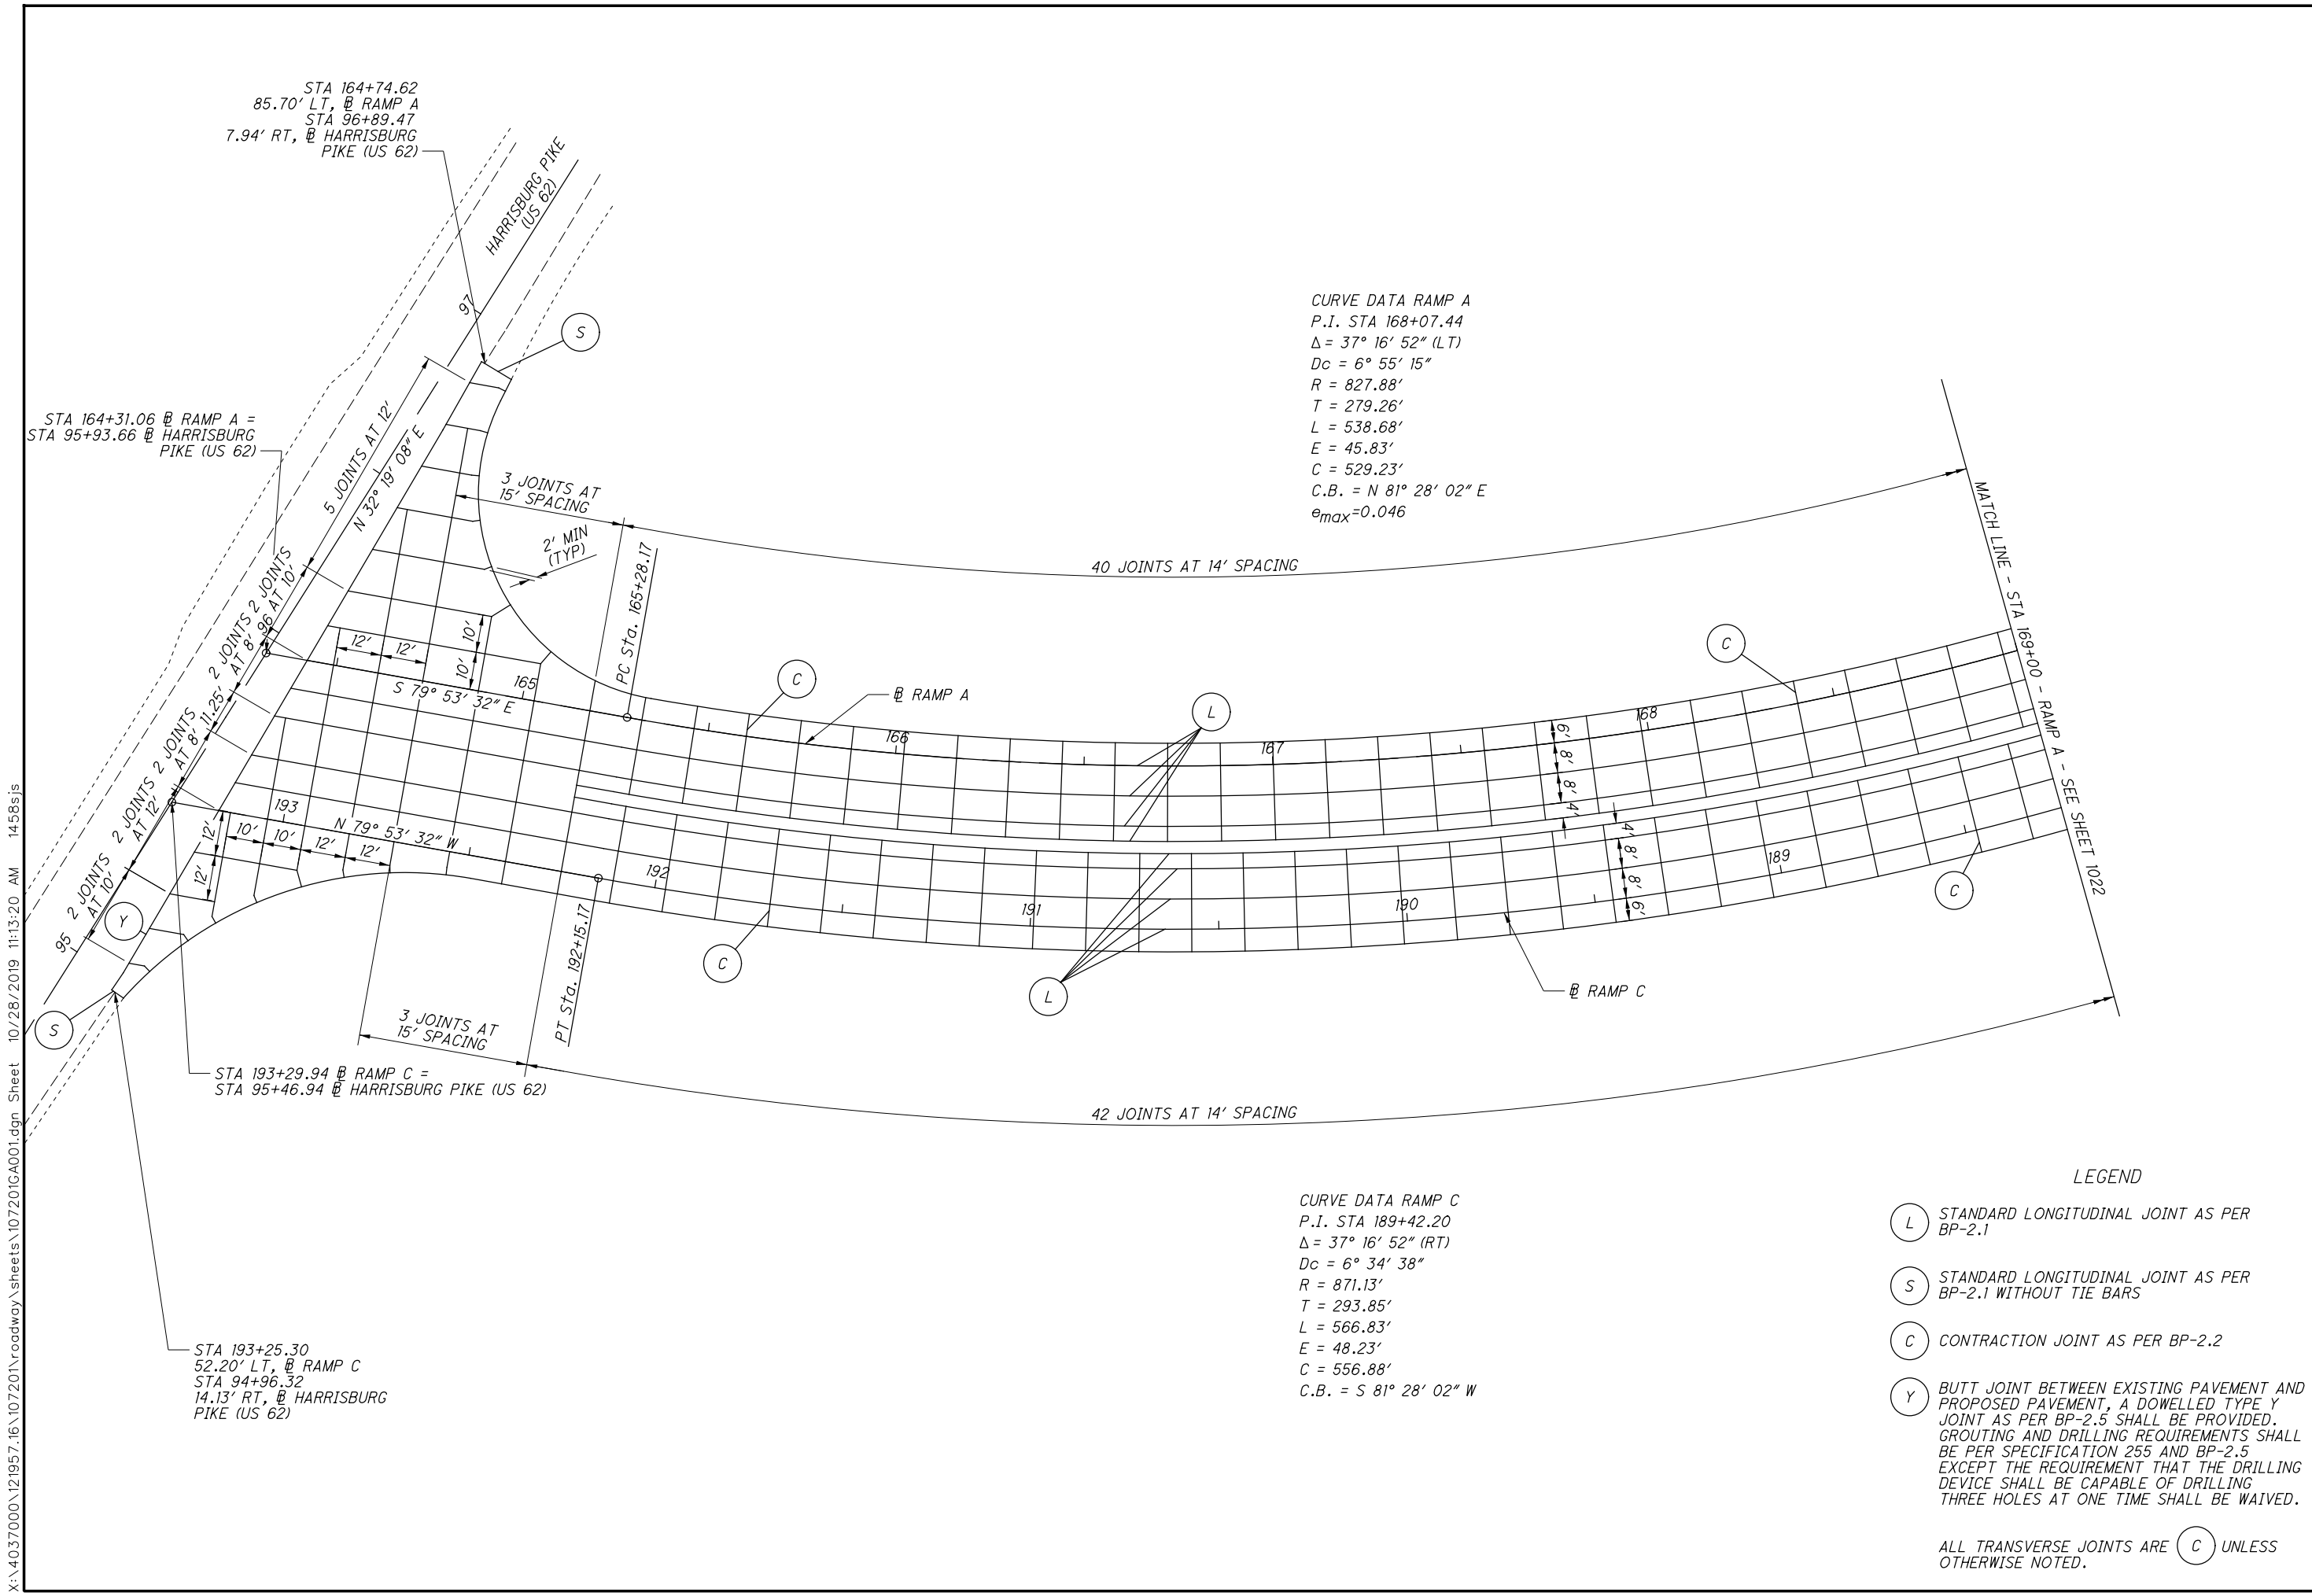 STA 164+74.62
85.70' LT, ℄ RAMP A
STA 96+89.47
7.94' RT, ℄ HARRISBURG
PIKE (US 62)
HARRISBURG PIKE
(US 62)
97
S
STA 164+31.06 ℄ RAMP A =
STA 95+93.66 ℄ HARRISBURG
PIKE (US 62)
5 JOINTS AT 12'
N 32° 19' 08" E
2 JOINTS
AT 10'
96
2 JOINTS
AT 8'
11.25'
2 JOINTS
AT 8'
2 JOINTS
AT 12'
2 JOINTS
AT 10'
95
Y
S
3 JOINTS AT
15' SPACING
2' MIN
(TYP)
PC Sta. 165+28.17
40 JOINTS AT 14' SPACING
12'
12'
10'
10'
165
S 79° 53' 32" E
C
℄ RAMP A
166
L
167
168
C
6'
8'
8'
4'
4'
8'
8'
6'
CURVE DATA RAMP A
P.I. STA 168+07.44
Δ = 37° 16' 52" (LT)
Dc = 6° 55' 15"
R = 827.88'
T = 279.26'
L = 538.68'
E = 45.83'
C = 529.23'
C.B. = N 81° 28' 02" E
emax=0.046
MATCH LINE - STA 169+00 - RAMP A - SEE SHEET 1022
193
N 79° 53' 32" W
12'
12'
10'
10'
12'
12'
192
191
190
189
C
L
C
℄ RAMP C
PT Sta. 192+15.17
3 JOINTS AT
15' SPACING
42 JOINTS AT 14' SPACING
STA 193+29.94 ℄ RAMP C =
STA 95+46.94 ℄ HARRISBURG PIKE (US 62)
STA 193+25.30
52.20' LT, ℄ RAMP C
STA 94+96.32
14.13' RT, ℄ HARRISBURG
PIKE (US 62)
CURVE DATA RAMP C
P.I. STA 189+42.20
Δ = 37° 16' 52" (RT)
Dc = 6° 34' 38"
R = 871.13'
T = 293.85'
L = 566.83'
E = 48.23'
C = 556.88'
C.B. = S 81° 28' 02" W
LEGEND
L STANDARD LONGITUDINAL JOINT AS PER
BP-2.1
S STANDARD LONGITUDINAL JOINT AS PER
BP-2.1 WITHOUT TIE BARS
C CONTRACTION JOINT AS PER BP-2.2
Y BUTT JOINT BETWEEN EXISTING PAVEMENT AND
PROPOSED PAVEMENT, A DOWELLED TYPE Y
JOINT AS PER BP-2.5 SHALL BE PROVIDED.
GROUTING AND DRILLING REQUIREMENTS SHALL
BE PER SPECIFICATION 255 AND BP-2.5
EXCEPT THE REQUIREMENT THAT THE DRILLING
DEVICE SHALL BE CAPABLE OF DRILLING
THREE HOLES AT ONE TIME SHALL BE WAIVED.
ALL TRANSVERSE JOINTS ARE C UNLESS
OTHERWISE NOTED.
X:\4037000\121957.16\107201\roadway\sheets\107201GA001.dgn Sheet 10/28/2019 11:13:20 AM 1458sjs